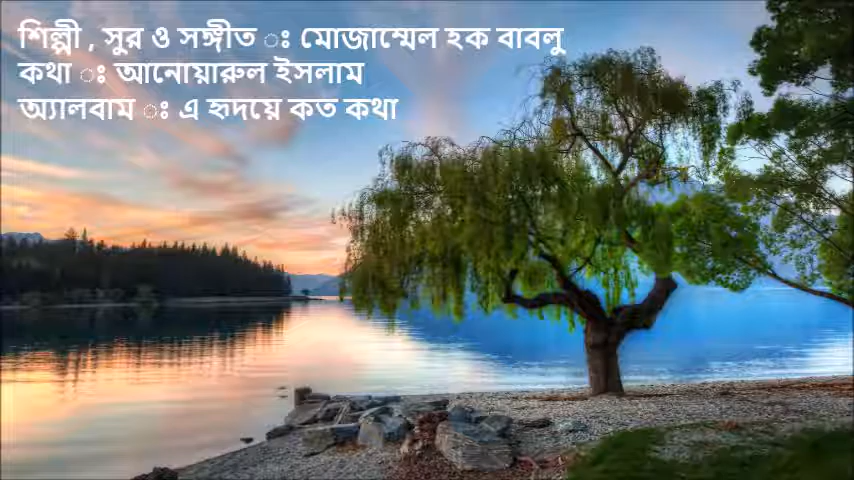 শিল্পী , সুর ও সঙ্গীত ঃ মোজাম্মেল হক বাবলু
কথা ঃ আনোয়ারুল ইসলাম
অ্যালবাম ঃ এ হৃদয়ে কত কথা